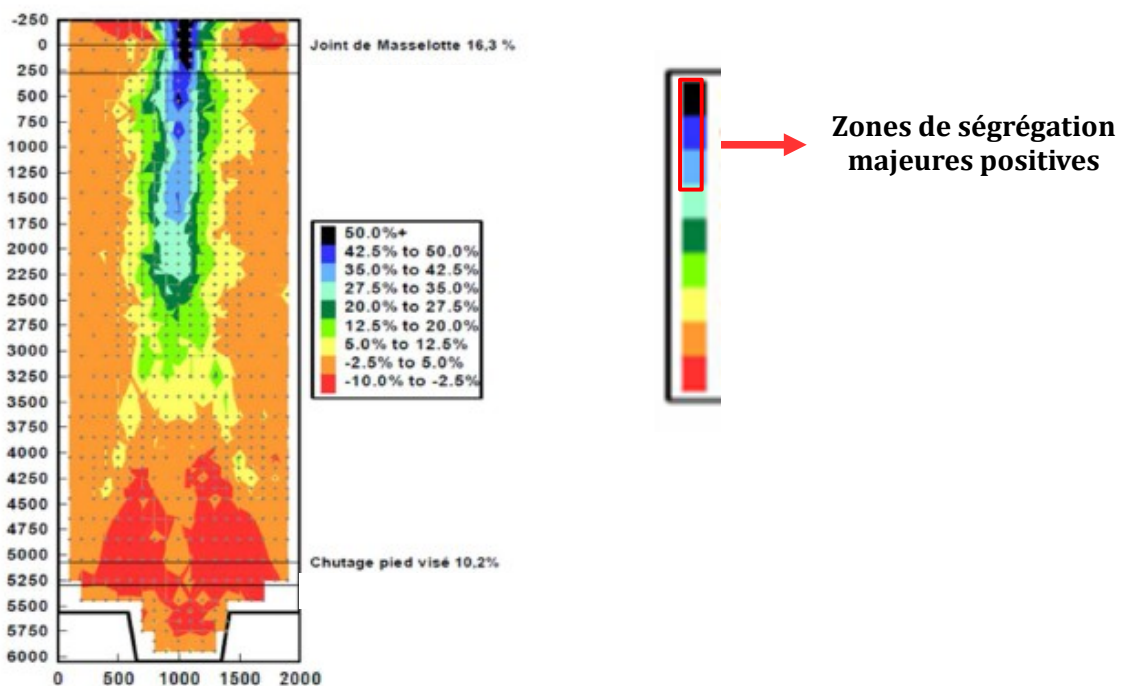 -250
0
250
500
750
1000
1250
1500
1750
2000
2250
2500
2750
3000
3250
3500
3750
4000
4250
4500
4750
5000
5250
5500
5750
6000
0 500 1000 1500 2000
Joint de Masselotte 16,3 %
50.0%+
42.5% to 50.0%
35.0% to 42.5%
27.5% to 35.0%
20.0% to 27.5%
12.5% to 20.0%
5.0% to 12.5%
-2.5% to 5.0%
-10.0% to -2.5%
Chutage pied visé 10,2%
Zones de ségrégation
majeures positives